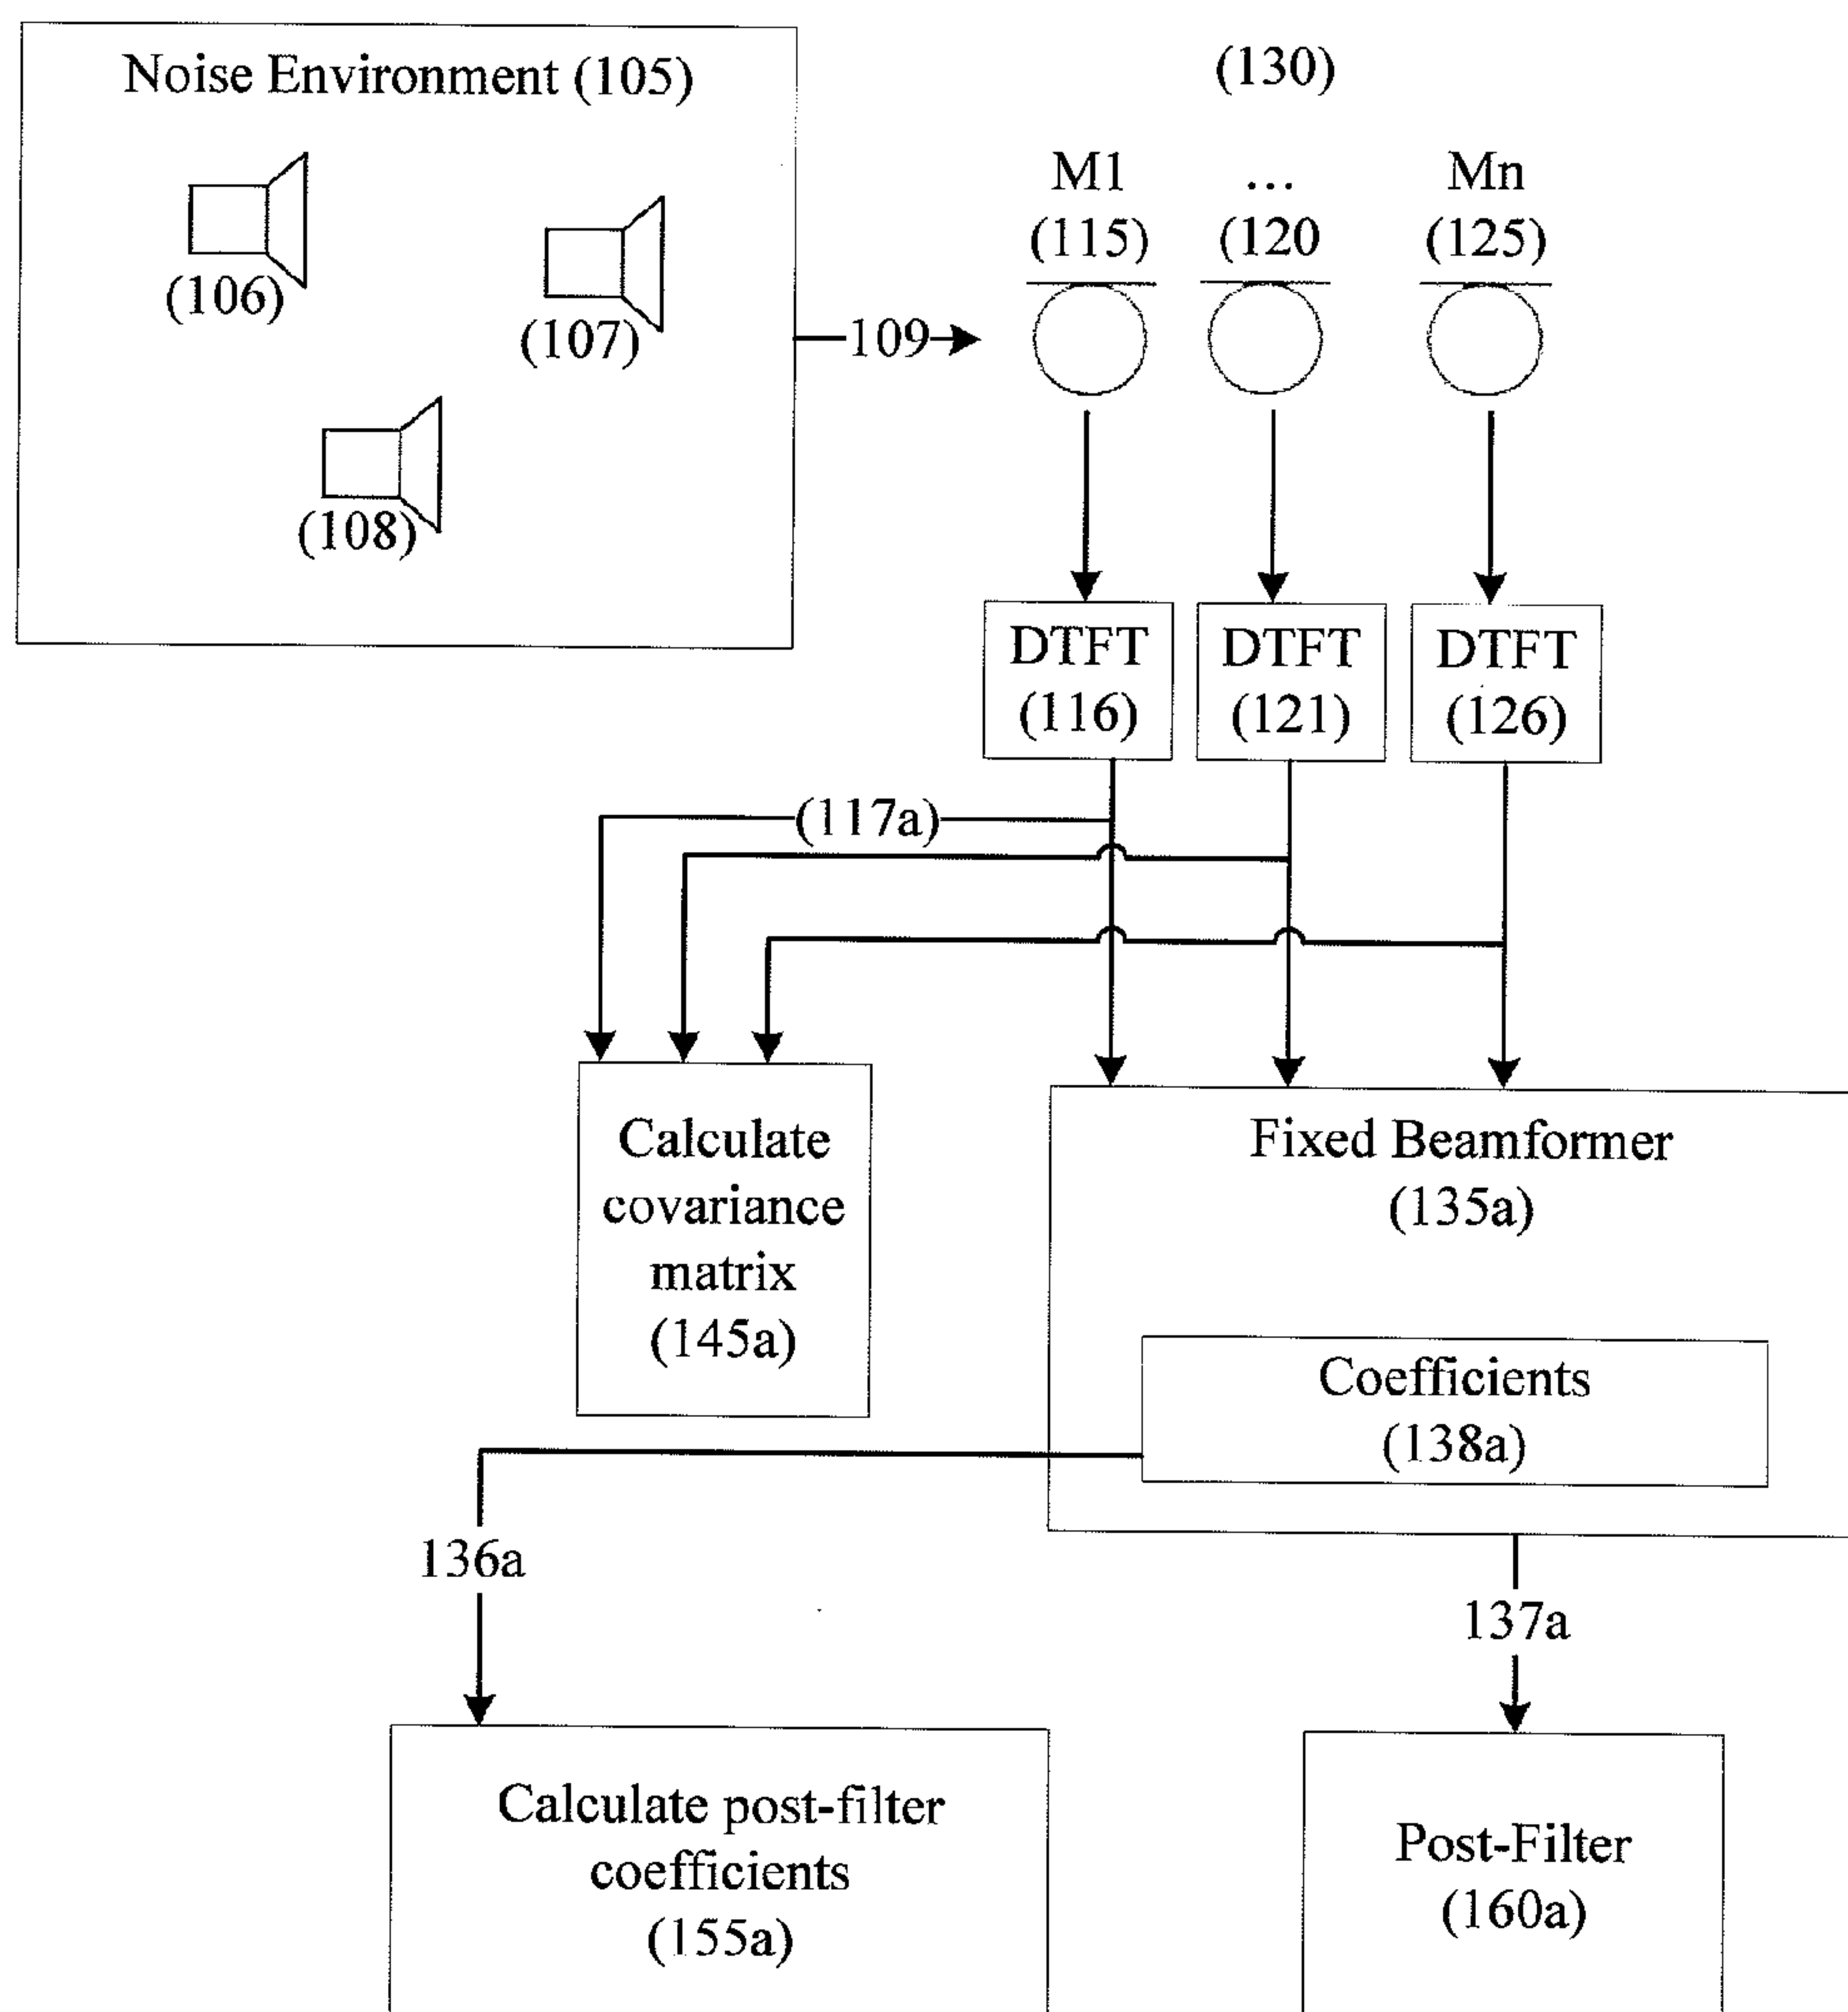 Noise Environment (105)
(130)
M1
...
Mn
(115)
(120
(125)
(106)
(107)
109
(108)
DTFT
(116)
DTFT
(121)
DTFT
(126)
(117a)
Calculate
covariance
matrix
(145a)
Fixed Beamformer
(135a)
Coefficients
(138a)
136a
137a
Calculate post-filter
coefficients
(155a)
Post-Filter
(160a)